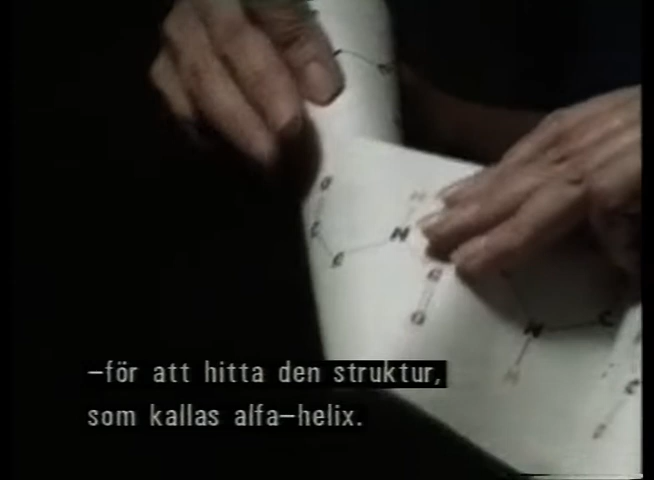 O
H
C
N
C
C
O
N
C
H
C
–för att hitta den struktur,
som kallas alfa–helix.